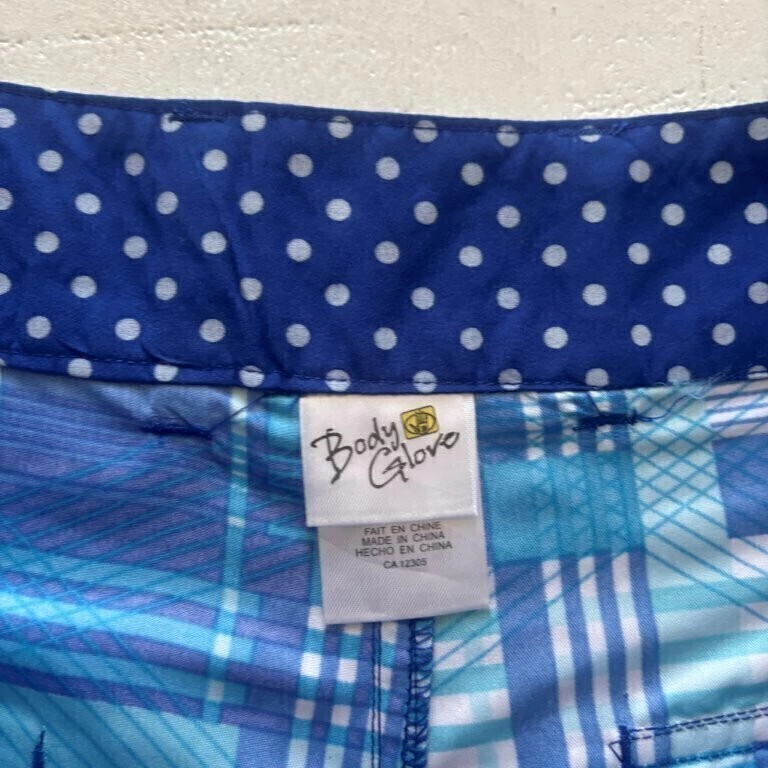 Body
Glove
FAIT EN CHINE
MADE IN CHINA
HECHO EN CHINA
CA 12305